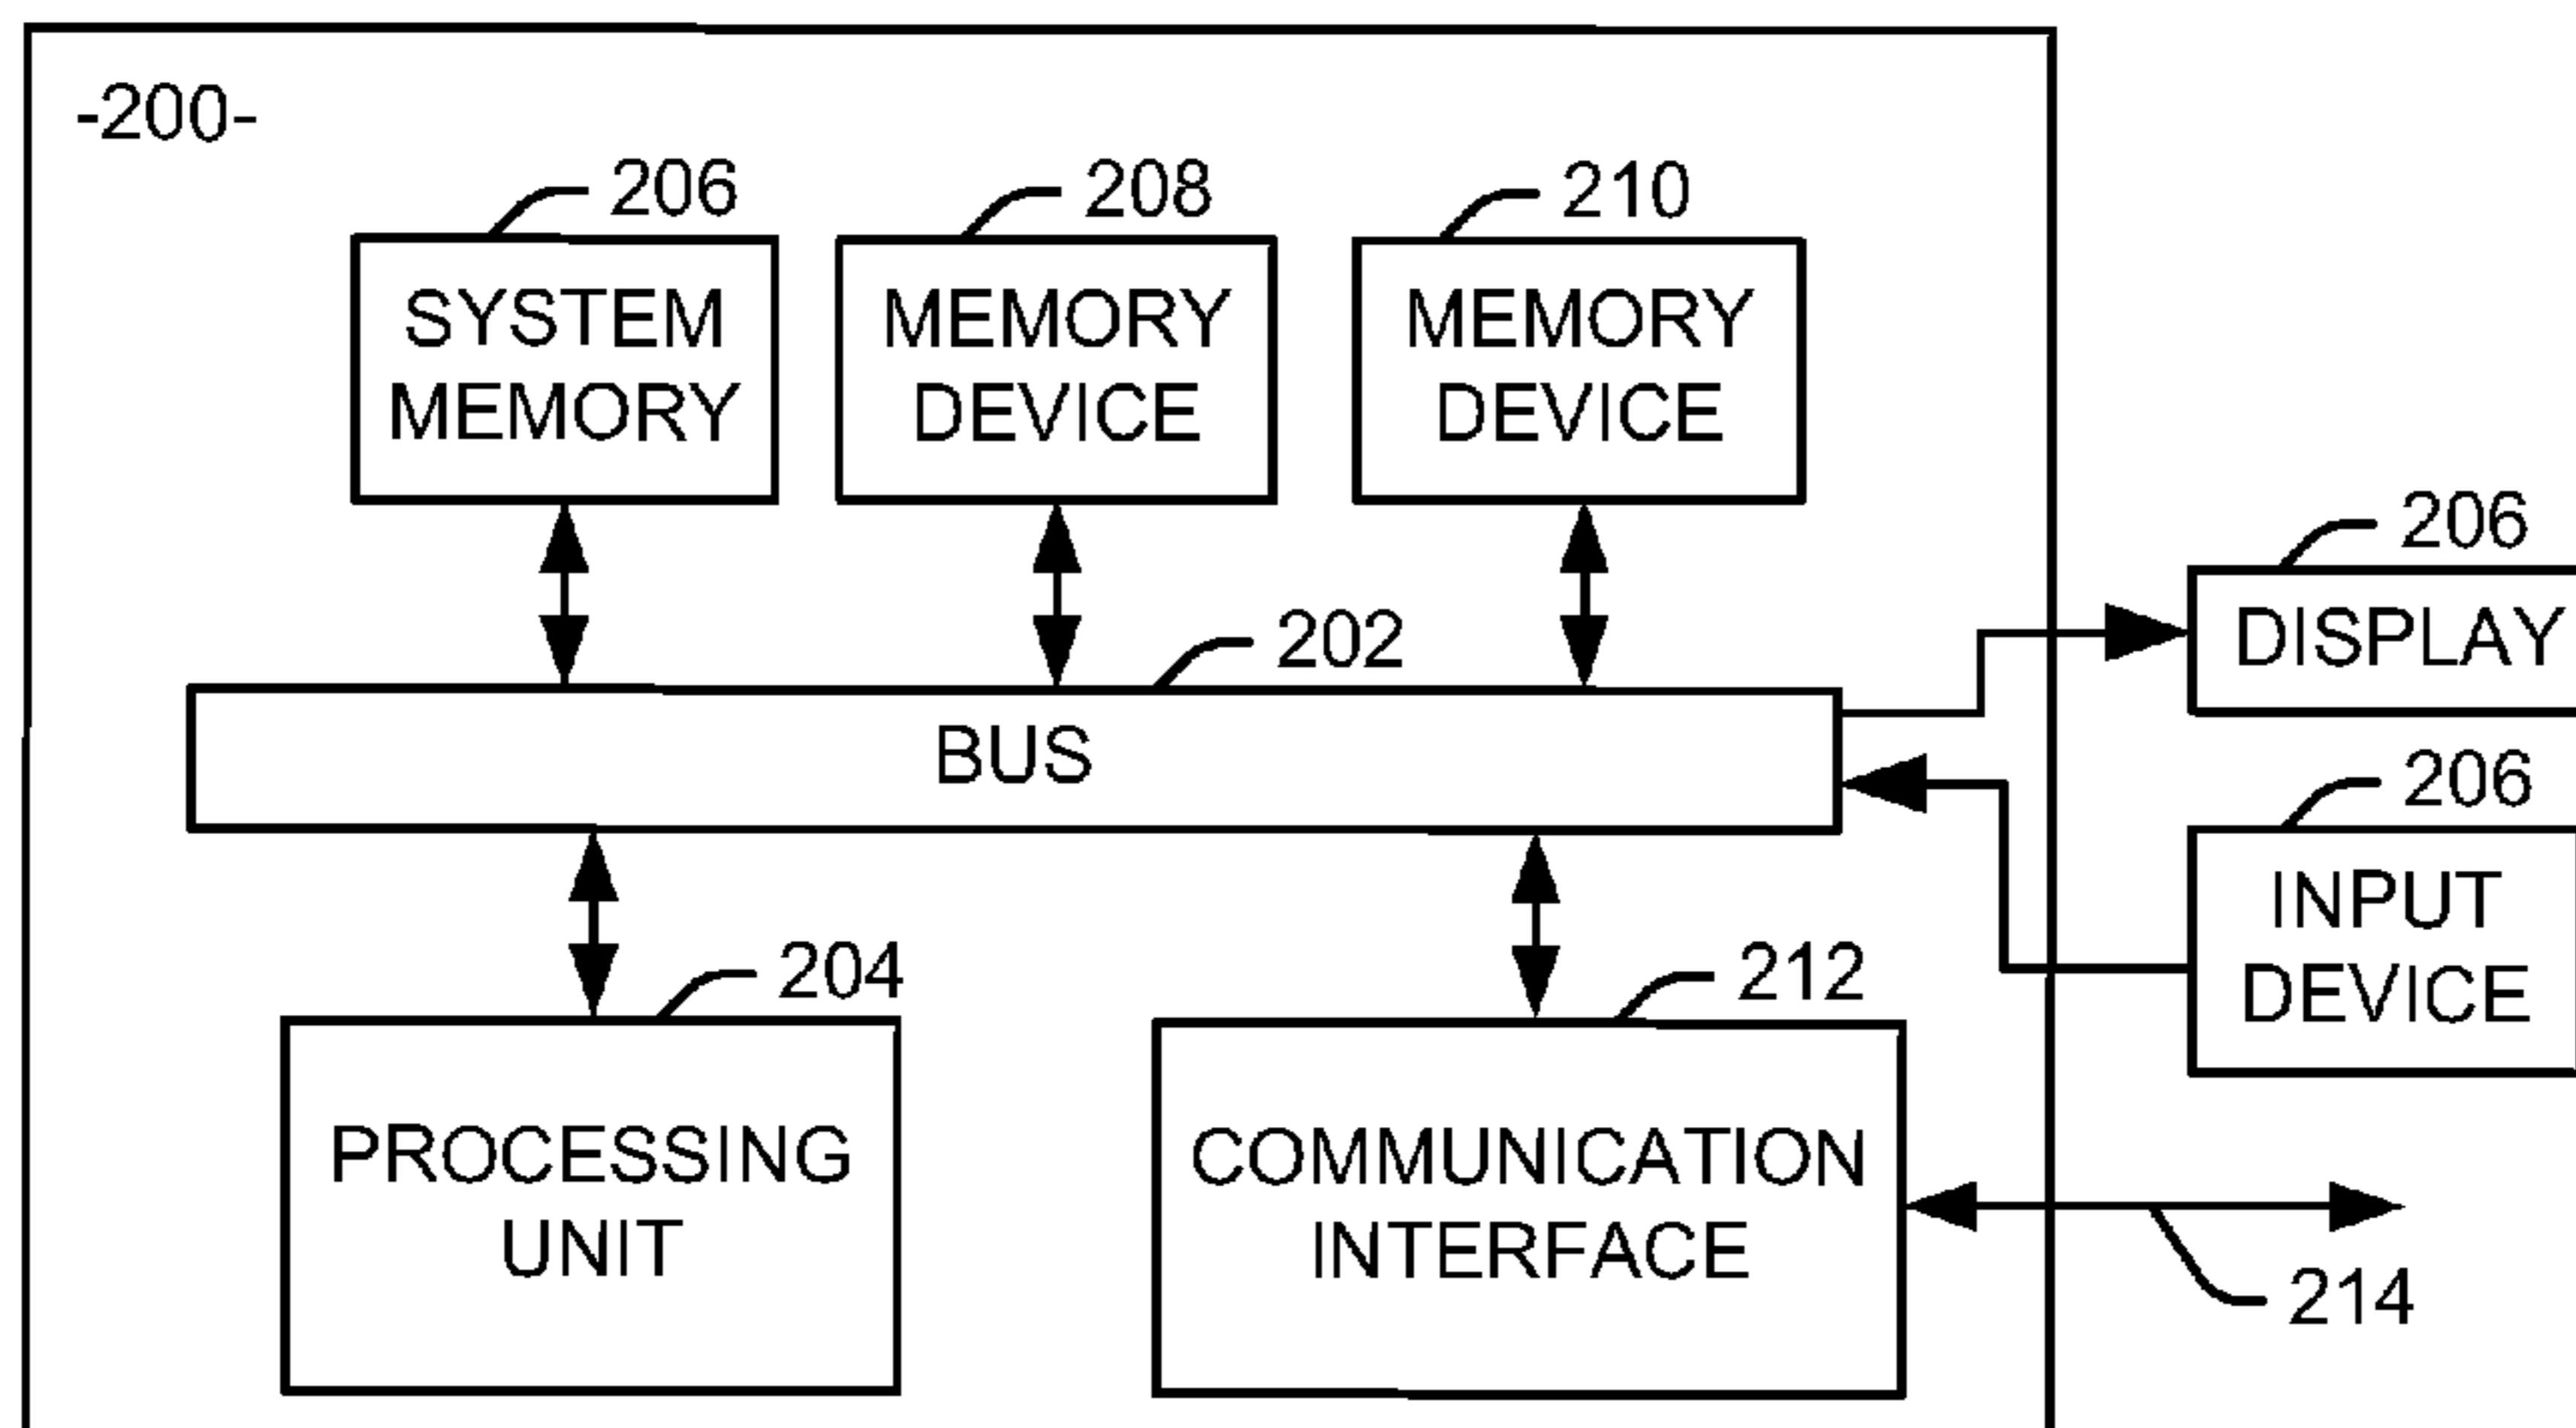 -200-
206
208
210
SYSTEM
MEMORY
MEMORY
DEVICE
MEMORY
DEVICE
206
DISPLAY
202
BUS
206
INPUT
DEVICE
204
212
PROCESSING
UNIT
COMMUNICATION
INTERFACE
214